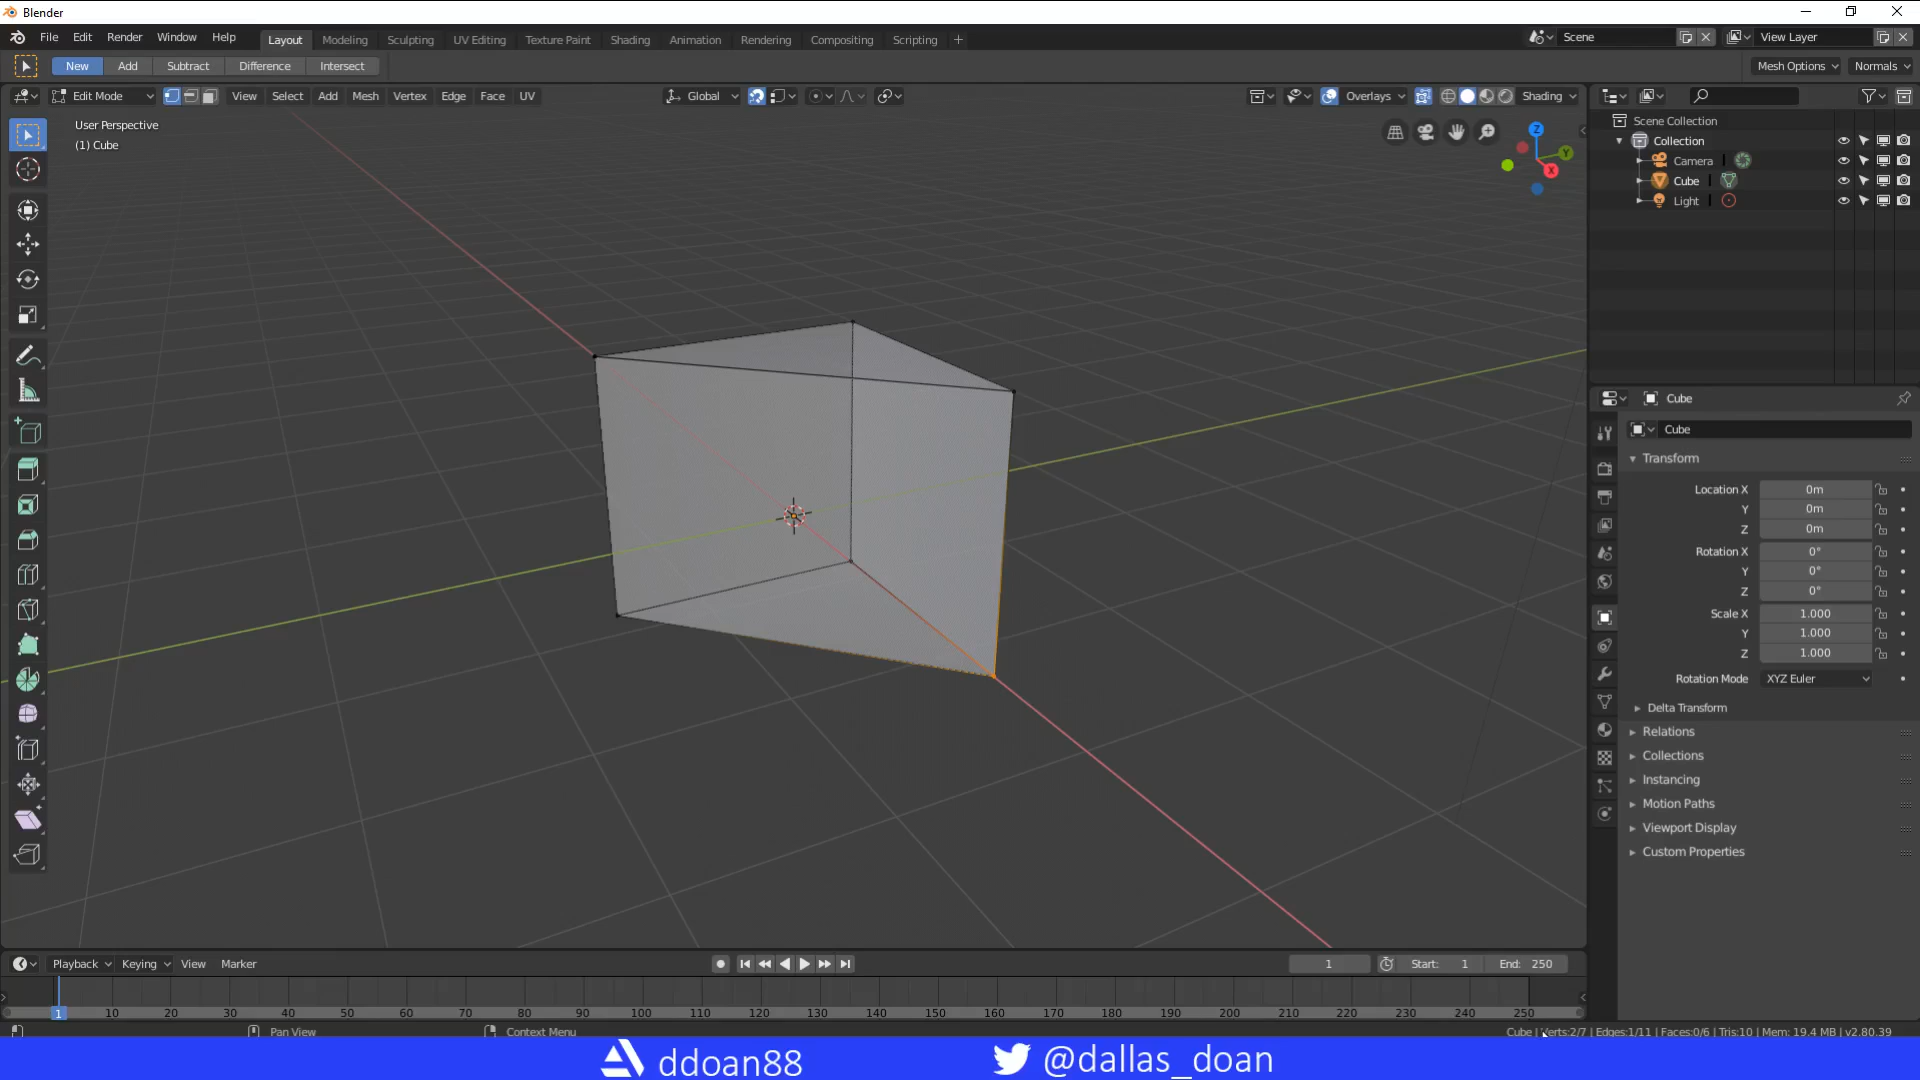 Blender
File Edit Render Window Help Layout Modeling Sculpting UV Editing Texture Paint Shading Animation Rendering Compositing Scripting + Scene View Layer
New Add Subtract Difference Intersect Mesh Options Normals
Edit Mode View Select Add Mesh Vertex Edge Face UV Global Overlays Shading
User Perspective
(1) Cube
Z
Y
X
Scene Collection
Collection
Camera
Cube
Light
Cube
Cube
Transform
Location X 0m
Y 0m
Z 0m
Rotation X 0°
Y 0°
Z 0°
Scale X 1.000
Y 1.000
Z 1.000
Rotation Mode XYZ Euler
Delta Transform
Relations
Collections
Instancing
Motion Paths
Viewport Display
Custom Properties
Playback Keying View Marker 1 Start: 1 End: 250
1 10 20 30 40 50 60 70 80 90 100 110 120 130 140 150 160 170 180 190 200 210 220 230 240 250
Pan View Context Menu Cube | Verts:2/7 | Edges:1/11 | Faces:0/6 | Tris:10 | Mem: 19.4 MB | v2.80.39
ddoan88 @dallas_doan